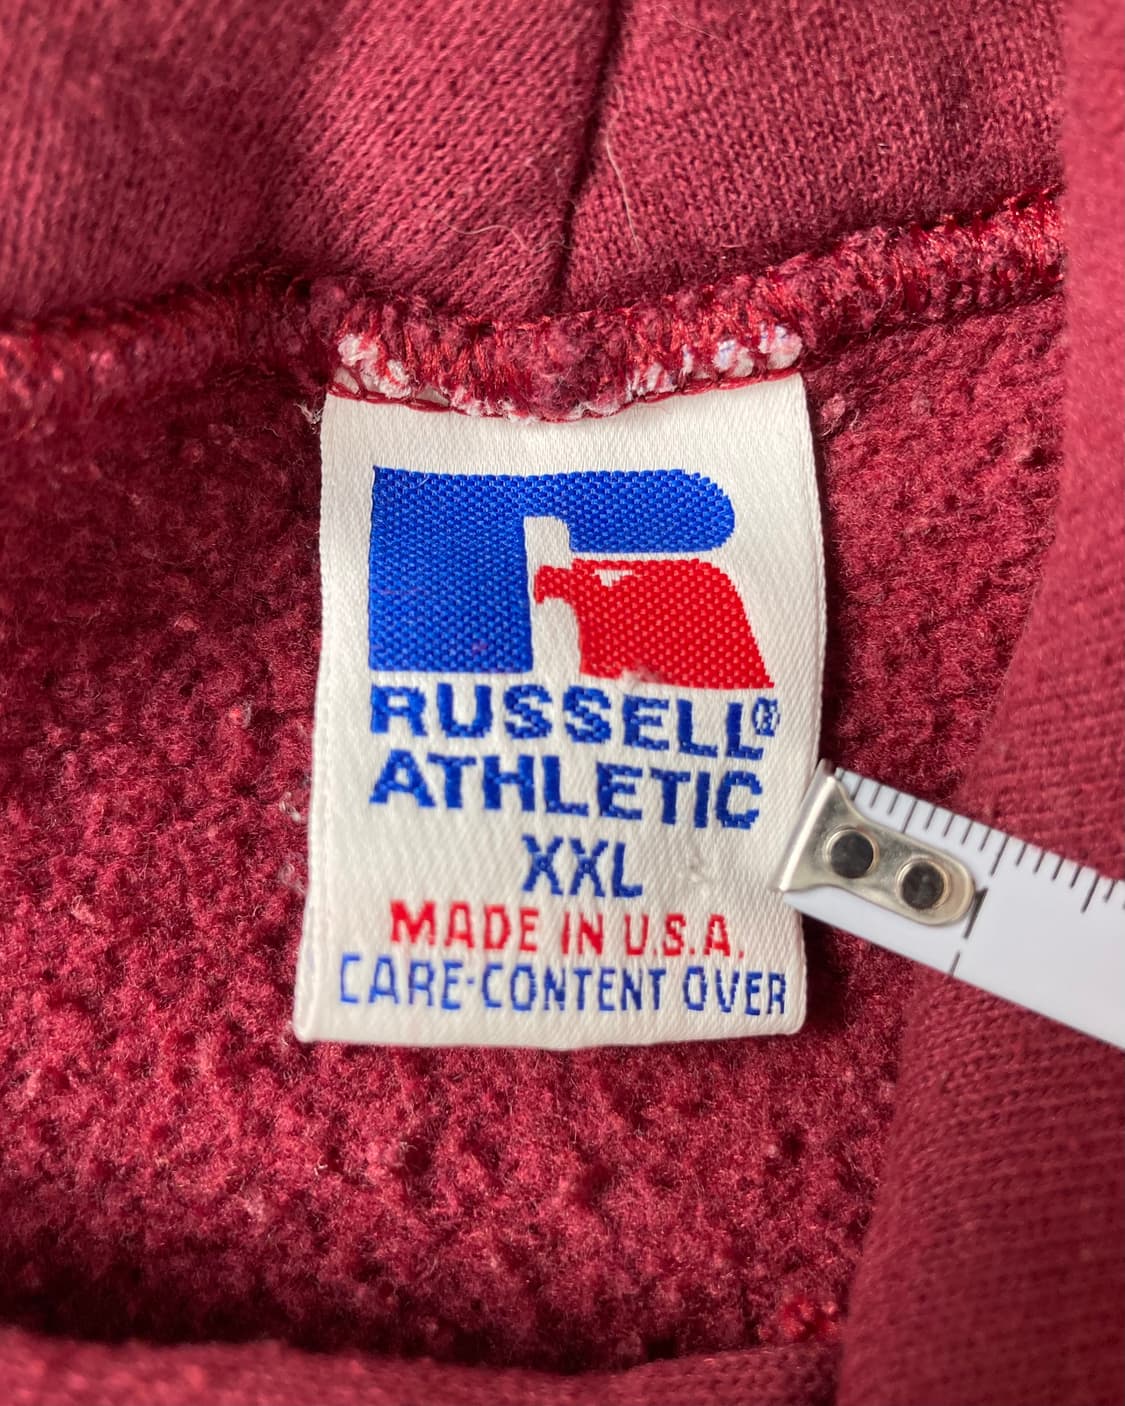 RUSSELL®
ATHLETIC
XXL
MADE IN U.S.A.
CARE-CONTENT OVER